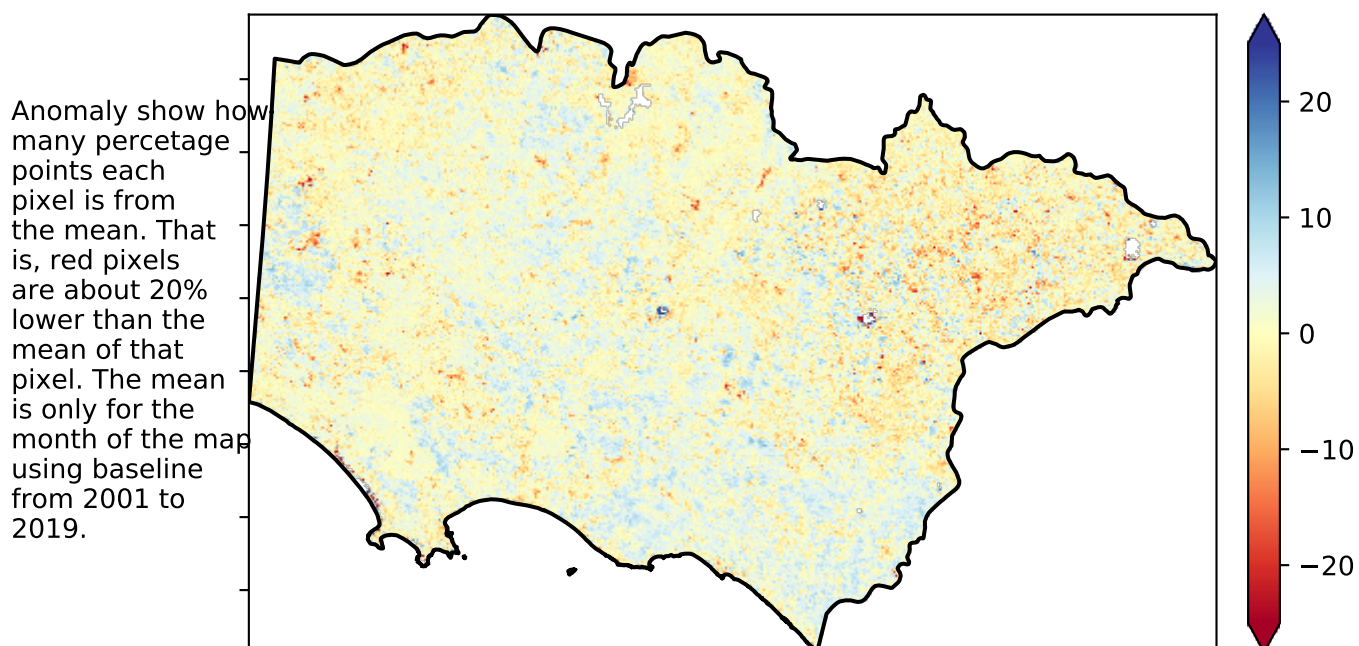 Anomaly show how
many percetage
points each
pixel is from
the mean. That
is, red pixels
are about 20%
lower than the
mean of that
pixel. The mean
is only for the
month of the map
using baseline
from 2001 to
2019.
20
10
0
−10
−20